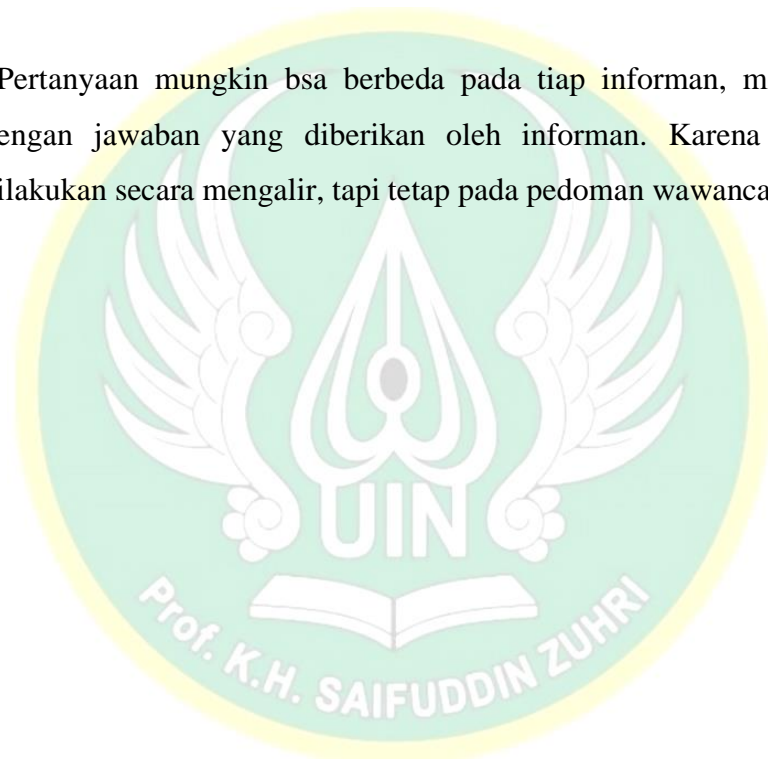 Pertanyaan mungkin bsa berbeda pada tiap informan, m
engan jawaban yang diberikan oleh informan. Karena
ilakukan secara mengalir, tapi tetap pada pedoman wawanca
UIN
Prof. K.H. SAIFUDDIN ZUHRI